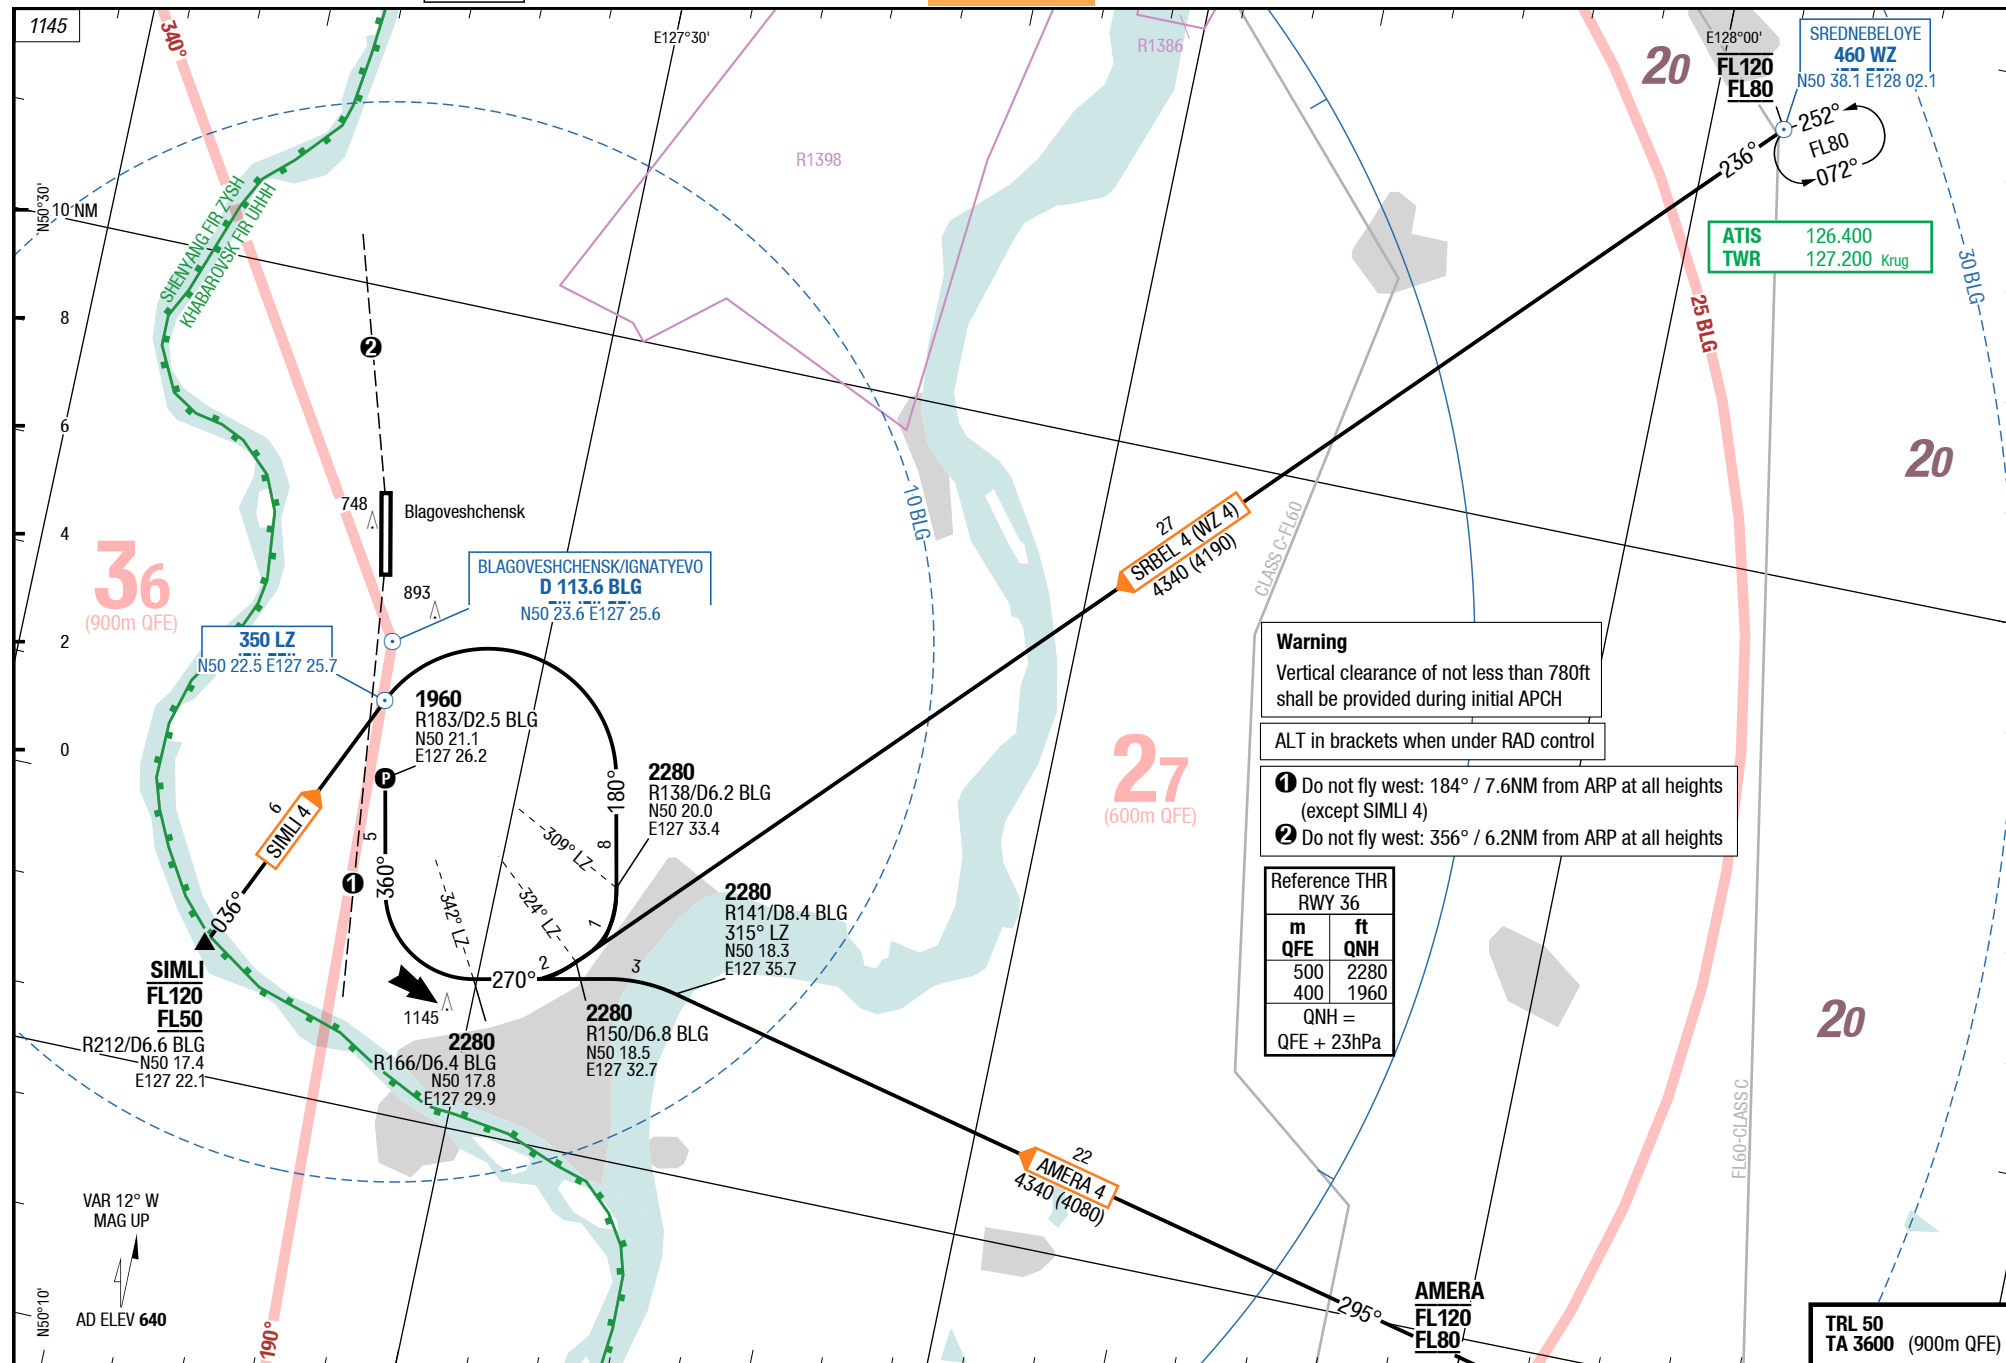 1145
340°
E127°30'
R1386
E128°00'
FL120
FL80
SREDNEBELOYE
460 WZ
N50 38.1 E128 02.1
20
252°
FL80
072°
236°
R1398
N50°30'
10 NM
SHENYANG FIR ZYSH
KHABAROVSK FIR UHHH
ATIS 126.400
TWR 127.200 Krug
30 BLG
25 BLG
8
2
6
20
748
Blagoveshchensk
10 BLG
4
27
SRBEL 4 (WZ 4)
4340 (4190)
CLASS C-FL60
36
(900m QFE)
893
BLAGOVESHCHENSK/IGNATYEVO
D 113.6 BLG
N50 23.6 E127 25.6
2
350 LZ
N50 22.5 E127 25.7
Warning
Vertical clearance of not less than 780ft
shall be provided during initial APCH
ALT in brackets when under RAD control
1 Do not fly west: 184° / 7.6NM from ARP at all heights
(except SIMLI 4)
2 Do not fly west: 356° / 6.2NM from ARP at all heights
1960
R183/D2.5 BLG
N50 21.1
E127 26.2
0
P
27
(600m QFE)
2280
R138/D6.2 BLG
N50 20.0
E127 33.4
180°
8
6
SIMLI 4
5
360°
309° LZ
324° LZ
342° LZ
1
1
036°
2280
R141/D8.4 BLG
315° LZ
N50 18.3
E127 35.7
Reference THR
RWY 36
m ft
QFE QNH
500 2280
400 1960
QNH =
QFE + 23hPa
SIMLI
FL120
FL50
R212/D6.6 BLG
N50 17.4
E127 22.1
270°
2
3
1145
2280
R166/D6.4 BLG
N50 17.8
E127 29.9
2280
R150/D6.8 BLG
N50 18.5
E127 32.7
20
FL60-CLASS C
22
AMERA 4
4340 (4080)
VAR 12° W
MAG UP
AD ELEV 640
N50°10'
190°
295°
AMERA
FL120
FL80
TRL 50
TA 3600 (900m QFE)